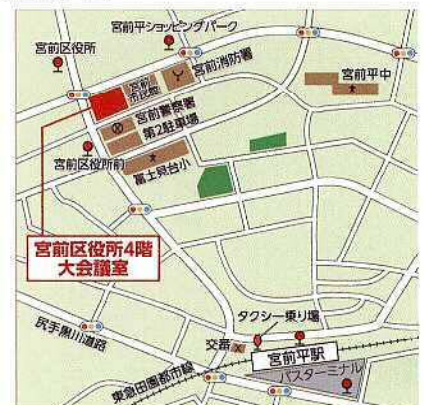 宮前平ショッピングパーク
宮前区役所
宮前
市民館
宮前消防署
宮前平中
宮前警察署
第2駐車場
宮前区役所前
富士見台小
宮前区役所4階
大会議室
タクシー乗り場
尻手黒川道路
交番
宮前平駅
東急田園都市線
バスターミナル